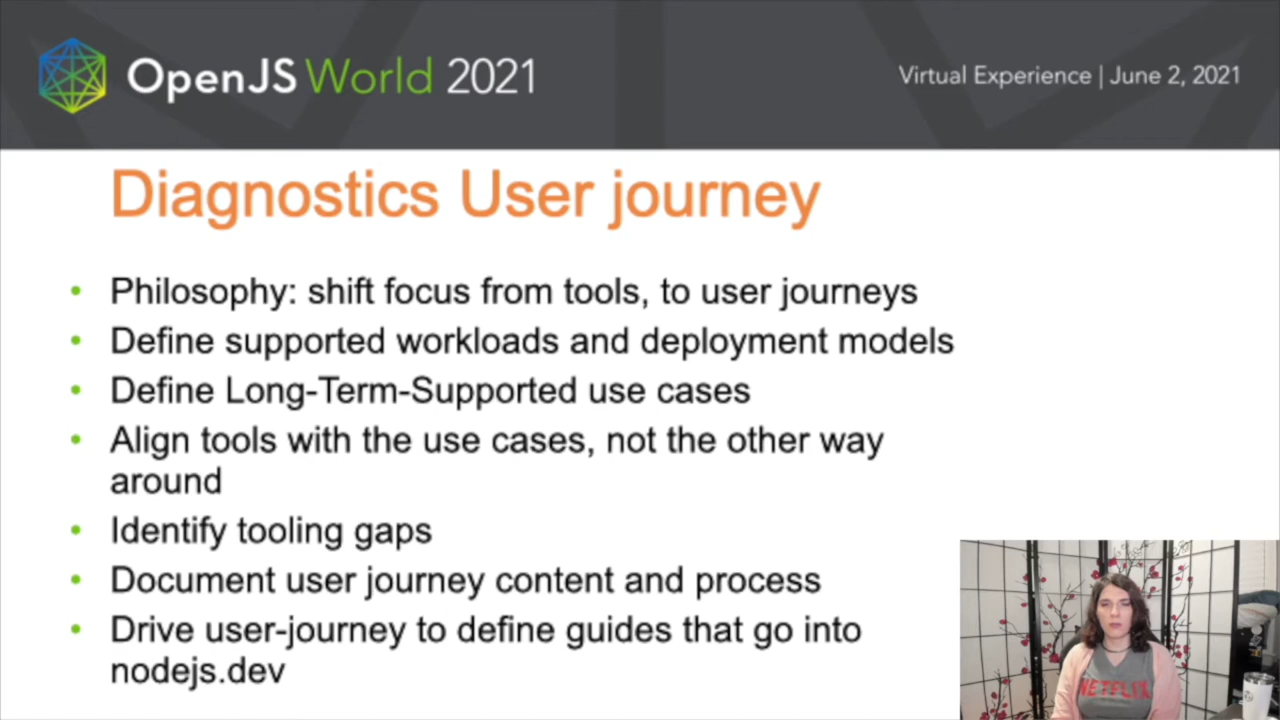 OpenJS World 2021
Virtual Experience | June 2, 2021
Diagnostics User journey
• Philosophy: shift focus from tools, to user journeys
• Define supported workloads and deployment models
• Define Long-Term-Supported use cases
• Align tools with the use cases, not the other way
around
• Identify tooling gaps
• Document user journey content and process
• Drive user-journey to define guides that go into
nodejs.dev
NETFLIX